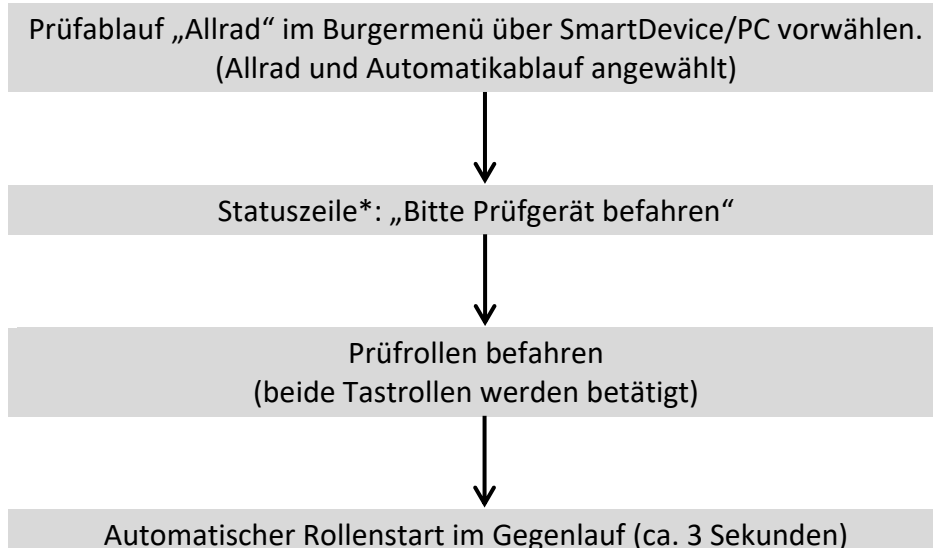 Prüfablauf „Allrad“ im Burgermenü über SmartDevice/PC vorwählen.
(Allrad und Automatikablauf angewählt)
Statuszeile*: „Bitte Prüfgerät befahren“
Prüfrollen befahren
(beide Tastrollen werden betätigt)
Automatischer Rollenstart im Gegenlauf (ca. 3 Sekunden)